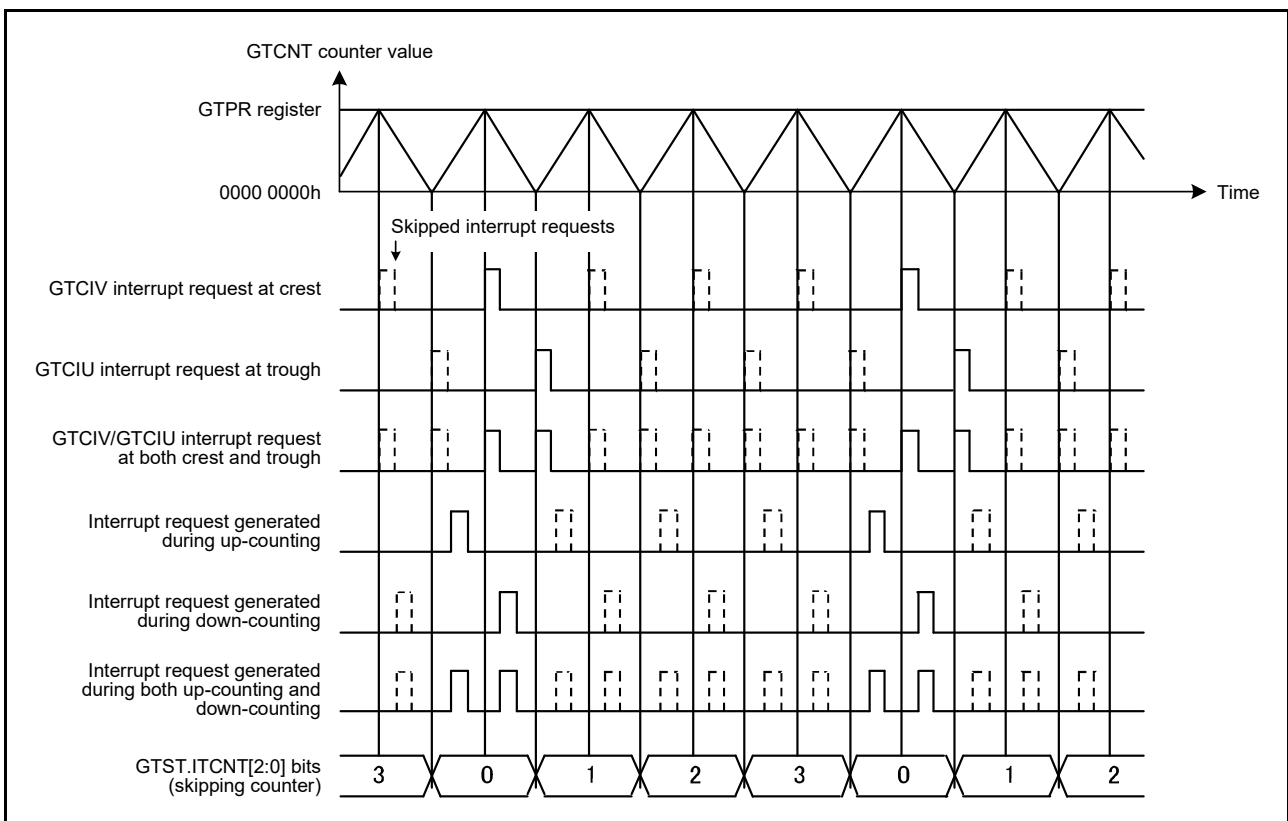 GTCNT counter value
GTPR register
0000 0000h
Time
Skipped interrupt requests
GTCIV interrupt request at crest
GTCIU interrupt request at trough
GTCIV/GTCIU interrupt request
at both crest and trough
Interrupt request generated
during up-counting
Interrupt request generated
during down-counting
Interrupt request generated
during both up-counting and
down-counting
GTST.ITCNT[2:0] bits
(skipping counter)
3 0 1 2 3 0 1 2